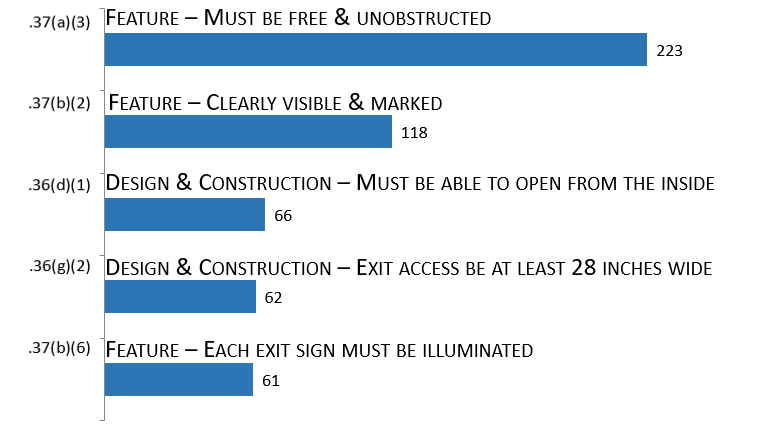 .37(a)(3) Feature – Must be free & unobstructed
223
.37(b)(2) Feature – Clearly visible & marked
118
.36(d)(1) Design & Construction – Must be able to open from the inside
66
.36(g)(2) Design & Construction – Exit access be at least 28 inches wide
62
.37(b)(6) Feature – Each exit sign must be illuminated
61